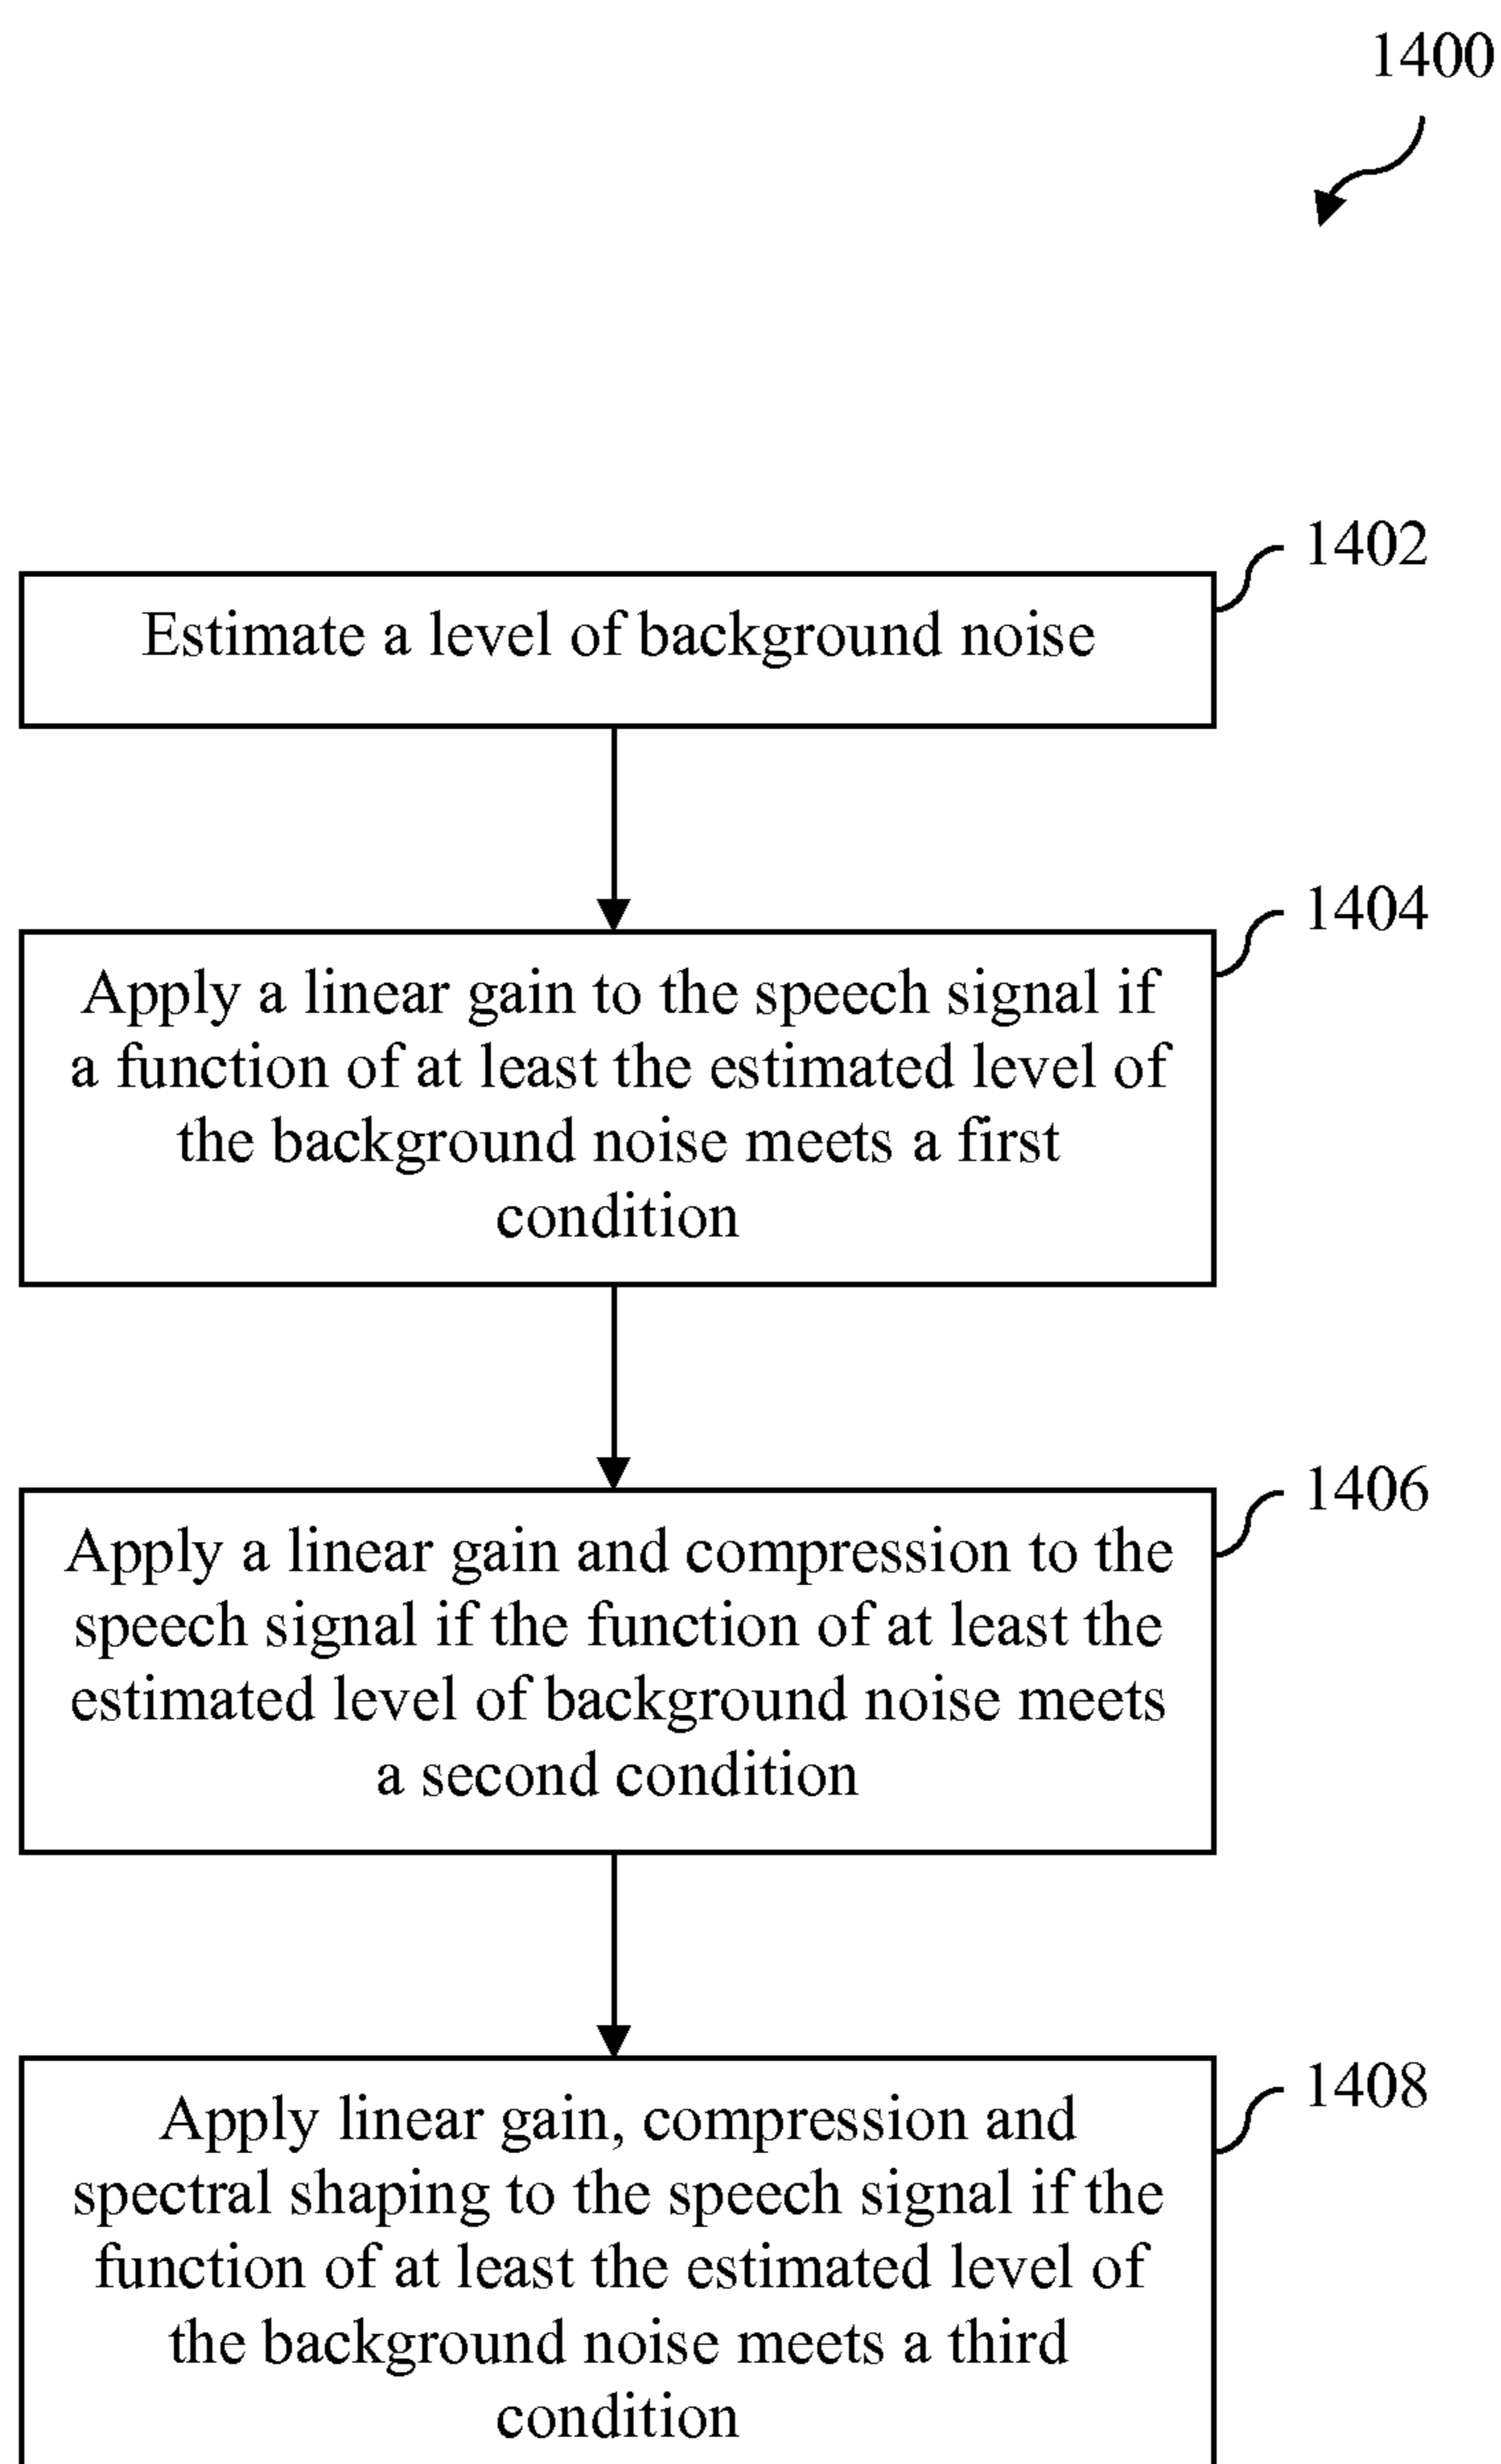 1400
1402
Estimate a level of background noise
1404
Apply a linear gain to the speech signal if
a function of at least the estimated level of
the background noise meets a first
condition
1406
Apply a linear gain and compression to the
speech signal if the function of at least the
estimated level of background noise meets
a second condition
1408
Apply linear gain, compression and
spectral shaping to the speech signal if the
function of at least the estimated level of
the background noise meets a third
condition